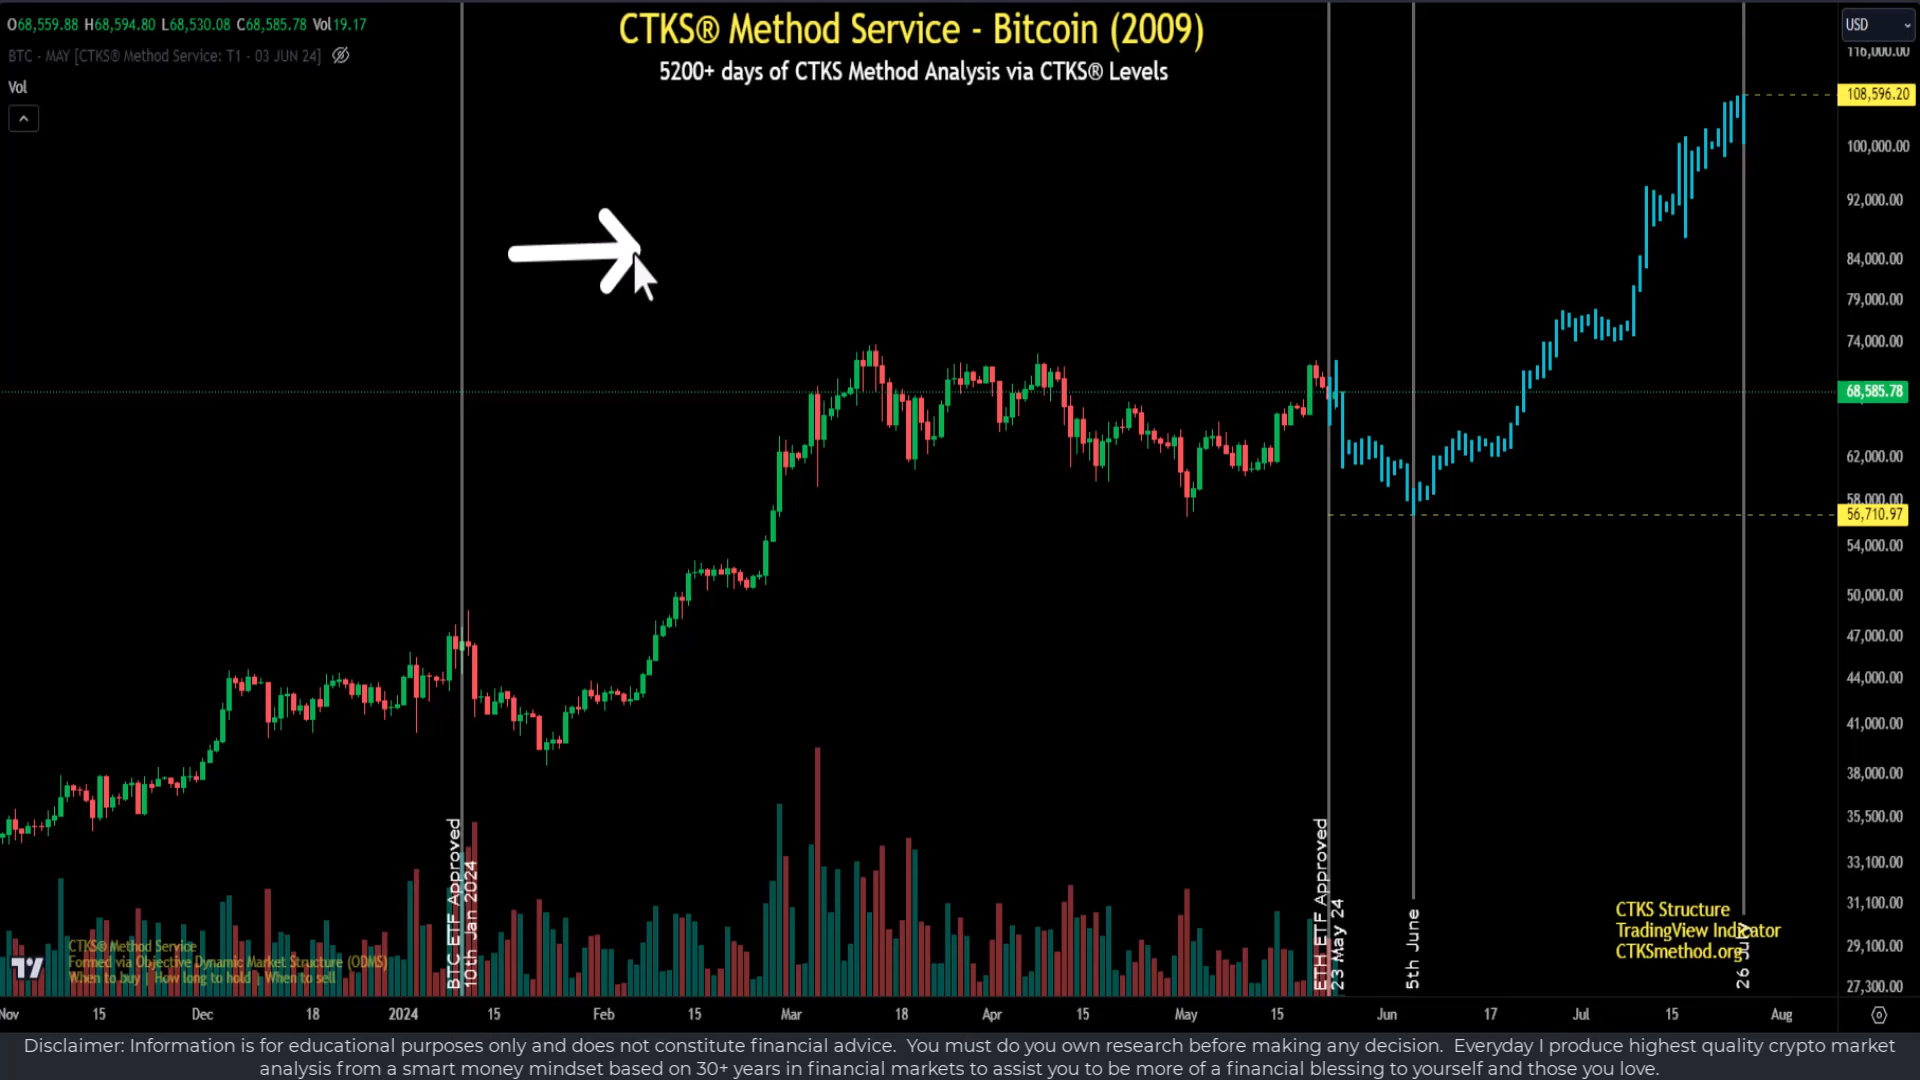 O68,559.88 H68,594.80 L68,530.08 C68,585.78 Vol19.17
BTC - MAY [CTKS® Method Service: T1 - 03 JUN 24]
Vol
CTKS® Method Service - Bitcoin (2009)
5200+ days of CTKS Method Analysis via CTKS® Levels
USD
116,000.00
108,596.20
100,000.00
92,000.00
84,000.00
79,000.00
74,000.00
68,585.78
62,000.00
58,000.00
56,710.97
54,000.00
50,000.00
47,000.00
44,000.00
41,000.00
38,000.00
35,500.00
33,100.00
31,100.00
29,100.00
27,300.00
BTC ETF Approved
10th Jan 2024
ETH ETF Approved
23 May 24
5th June
26 July
CTKS Structure
TradingView Indicator
CTKSmethod.org
CTKS® Method Service
Formed via Objective Dynamic Market Structure (ODMS)
When to buy | How long to hold | When to sell
Nov 15 Dec 18 2024 15 Feb 15 Mar 18 Apr 15 May 15 Jun 17 Jul 15 Aug
Disclaimer: Information is for educational purposes only and does not constitute financial advice. You must do you own research before making any decision. Everyday I produce highest quality crypto market
analysis from a smart money mindset based on 30+ years in financial markets to assist you to be more of a financial blessing to yourself and those you love.